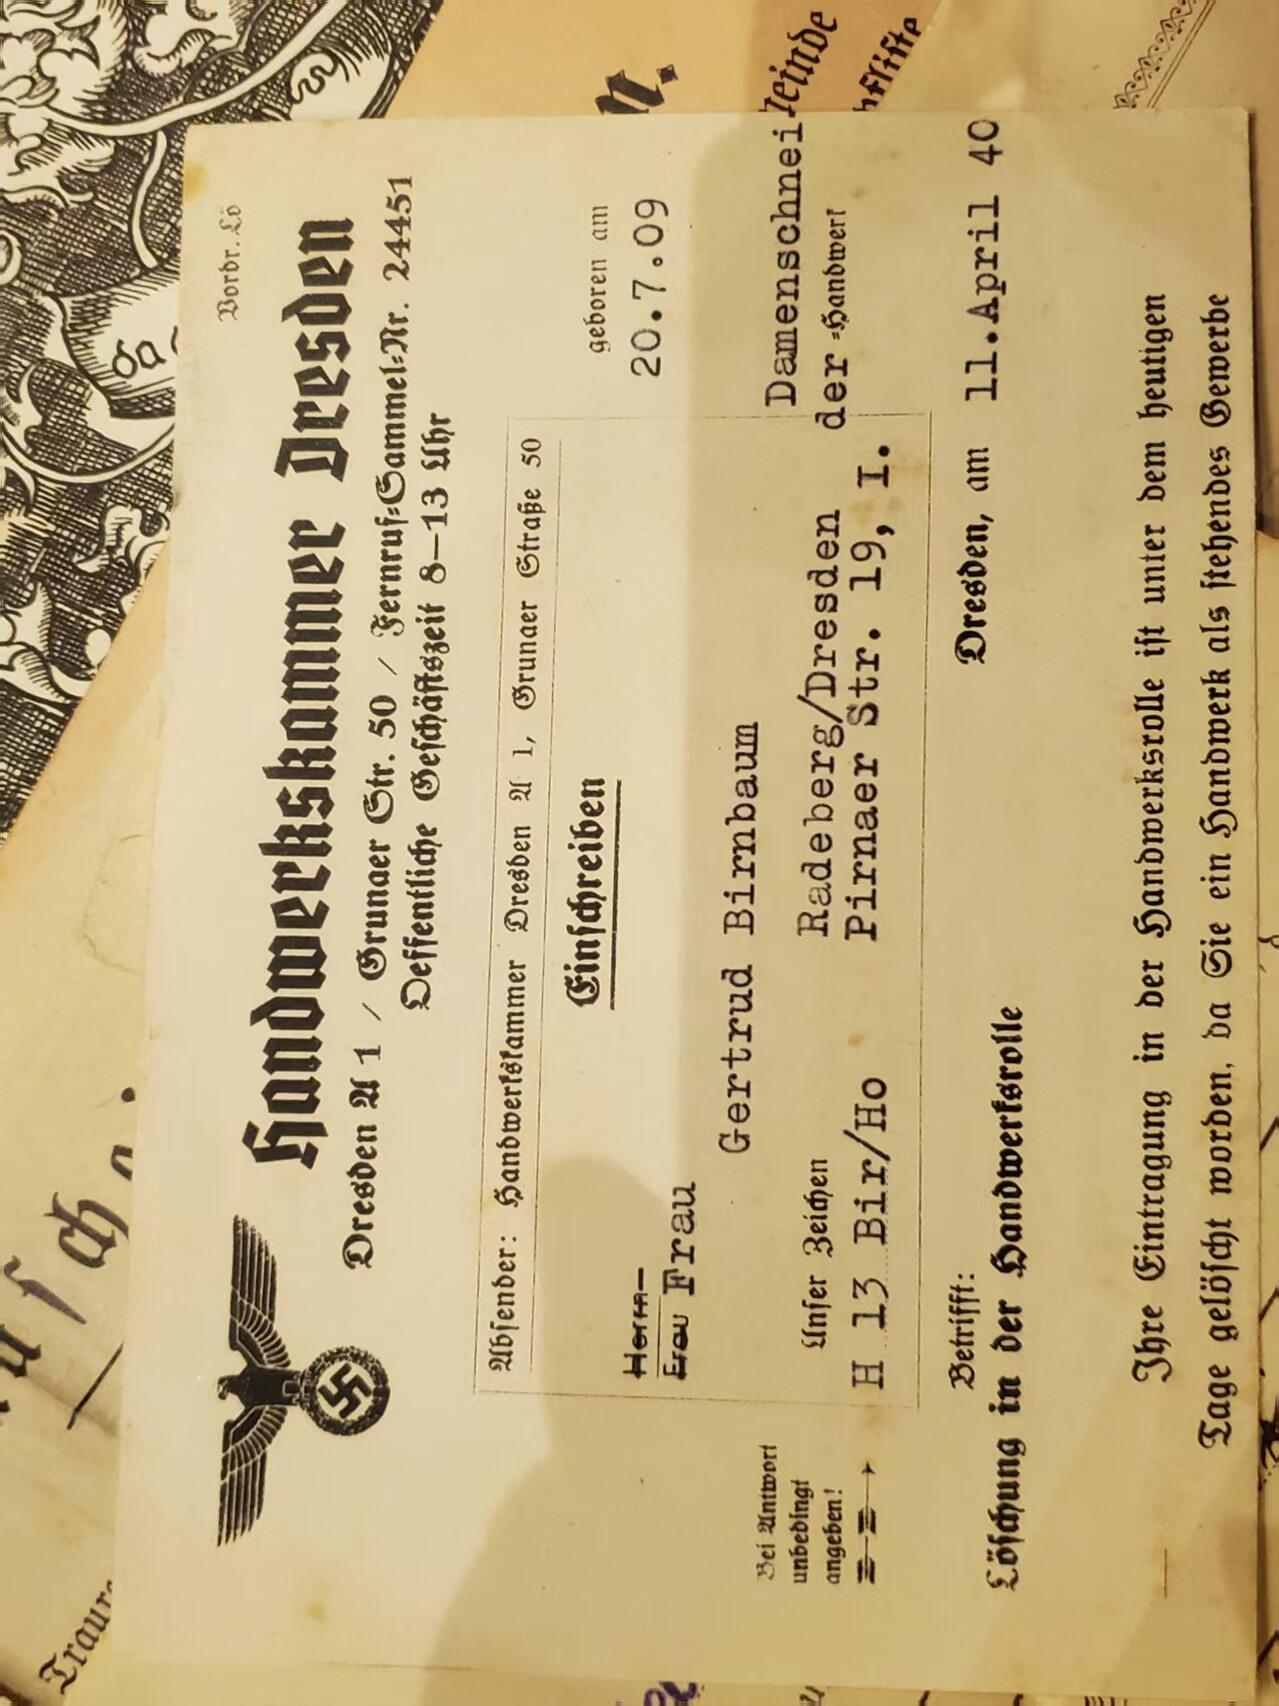 Vordr. Lö
Handwerkskammer Dresden
Dresden A 1 / Grunaer Str. 50 / Fernruf=Sammel=Nr. 24451
Oeffentliche Geschäftszeit 8—13 Uhr
Absender: Handwerkskammer Dresden A 1, Grunaer Straße 50
Einschreiben
geboren am
20.7.09
Herrn
Frau Frau
Gertrud Birnbaum
Bei Antwort
unbedingt
angeben!
Unser Zeichen
H 13 Bir/Ho
Radeberg/Dresden
Pirnaer Str. 19, I.
Damenschnei
der =Handwerk
Dresden, am 11.April 40
Betrifft:
Löschung in der Handwerksrolle
Ihre Eintragung in der Handwerksrolle ist unter dem heutigen
Tage gelöscht worden, da Sie ein Handwerk als stehendes Gewerbe